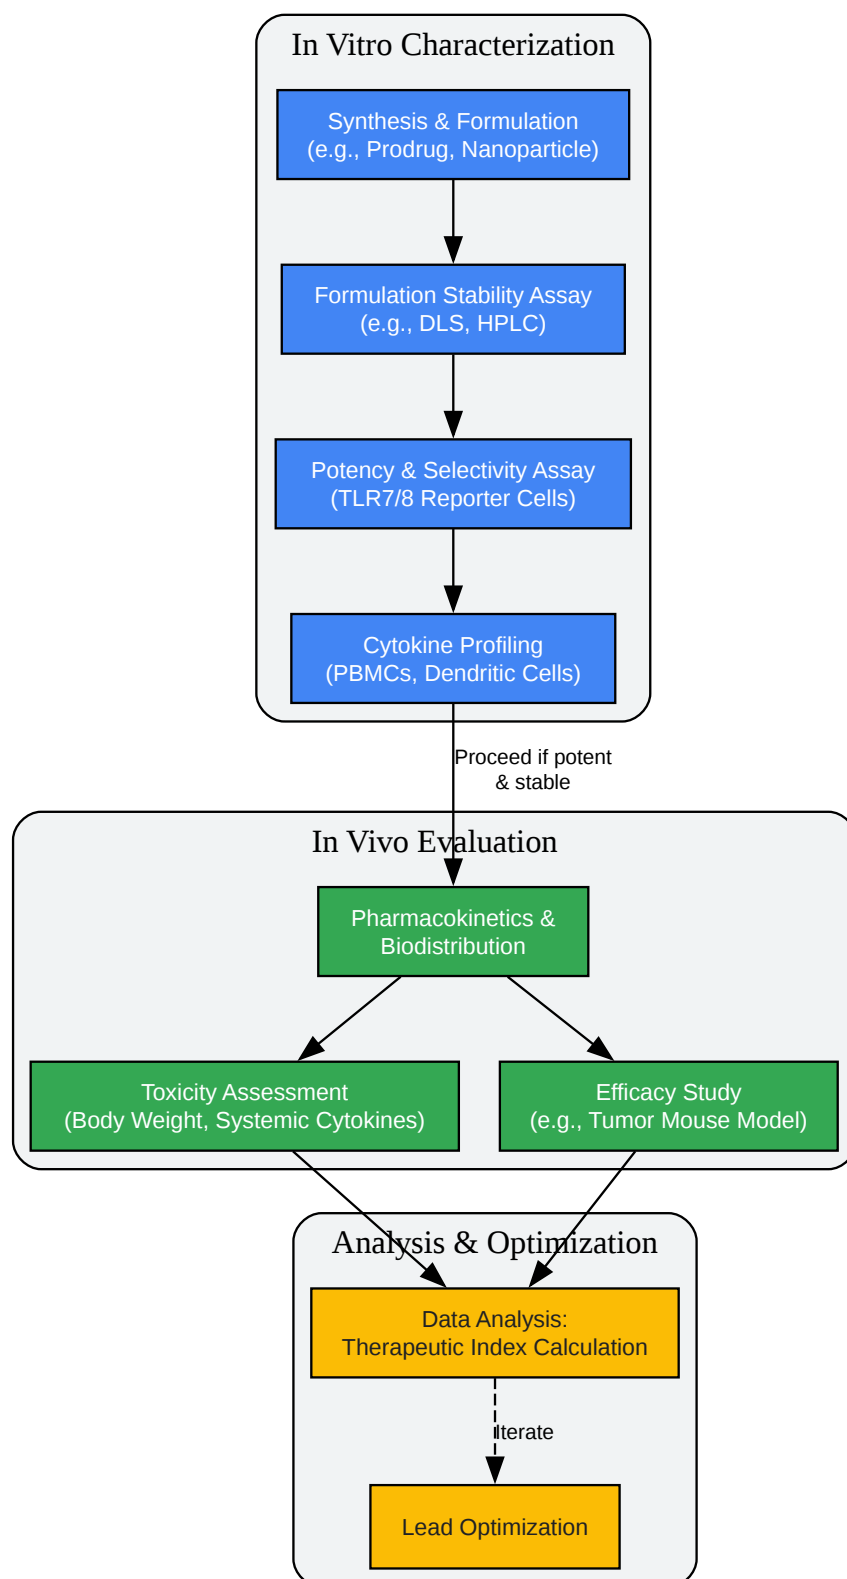 In Vitro Characterization
Synthesis & Formulation
(e.g., Prodrug, Nanoparticle)
Formulation Stability Assay
(e.g., DLS, HPLC)
Potency & Selectivity Assay
(TLR7/8 Reporter Cells)
Cytokine Profiling
(PBMCs, Dendritic Cells)
Proceed if potent
& stable
In Vivo Evaluation
Pharmacokinetics &
Biodistribution
Toxicity Assessment
(Body Weight, Systemic Cytokines)
Efficacy Study
(e.g., Tumor Mouse Model)
Analysis & Optimization
Data Analysis:
Therapeutic Index Calculation
Iterate
Lead Optimization